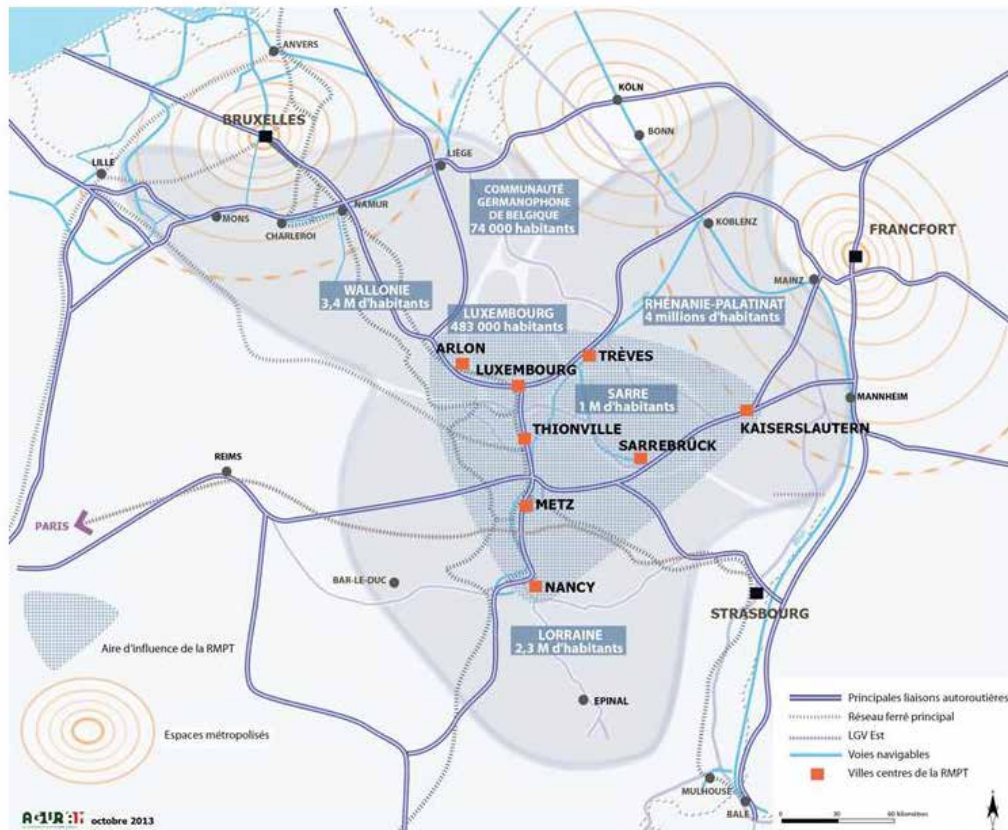 ANVERS
KÖLN
BRUXELLES
BONN
LILLE
LIÈGE
COMMUNAUTÉ
GERMANOPHONE
DE BELGIQUE
74 000 habitants
NAMUR
MONS
CHARLEROI
KOBLENZ
FRANCFORT
MAINZ
WALLONIE
3,4 M d'habitants
RHÉNANIE-PALATINAT
4 millions d'habitants
LUXEMBOURG
483 000 habitants
ARLON
TRÈVES
LUXEMBOURG
SARRE
1 M d'habitants
MANNHEIM
KAISERSLAUTERN
THIONVILLE
SARREBRÜCK
REIMS
METZ
PARIS
BAR-LE-DUC
NANCY
STRASBOURG
LORRAINE
2,3 M d'habitants
Aire d'influence de la RMPT
EPINAL
Espaces métropolisés
Principales liaisons autoroutières
Réseau ferré principal
LGV Est
Voies navigables
Villes centres de la RMPT
MULHOUSE
BALE
0 30 60 kilomètres
octobre 2013